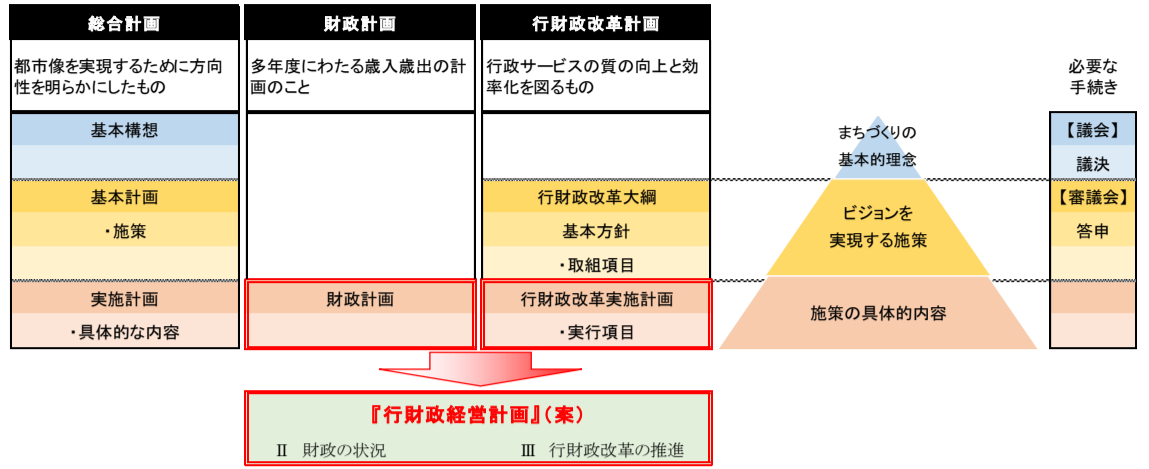 総合計画
財政計画
行財政改革計画
都市像を実現するために方向
性を明らかにしたもの
多年度にわたる歳入歳出の計
画のこと
行政サービスの質の向上と効
率化を図るもの
必要な
手続き
基本構想
まちづくりの
基本的理念
【議会】
議決
基本計画
・施策
行財政改革大綱
基本方針
・取組項目
ビジョンを
実現する施策
【審議会】
答申
実施計画
・具体的な内容
財政計画
行財政改革実施計画
・実行項目
施策の具体的内容
『行財政経営計画』（案）
Ⅱ　財政の状況
Ⅲ　行財政改革の推進